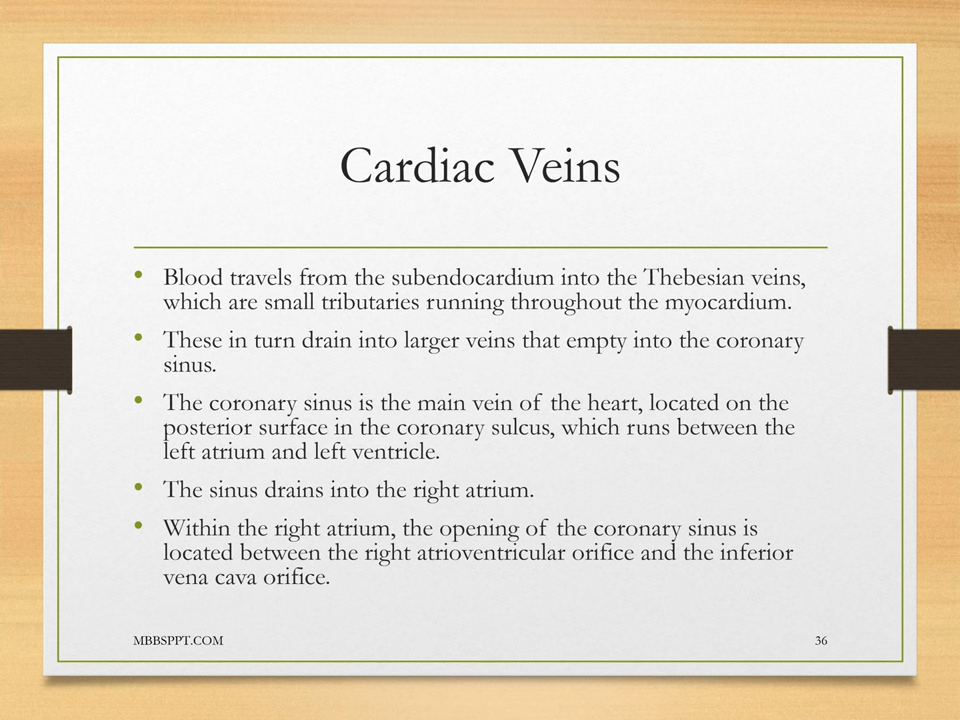 Cardiac Veins
• Blood travels from the subendocardium into the Thebesian veins,
which are small tributaries running throughout the myocardium.
• These in turn drain into larger veins that empty into the coronary
sinus.
• The coronary sinus is the main vein of the heart, located on the
posterior surface in the coronary sulcus, which runs between the
left atrium and left ventricle.
• The sinus drains into the right atrium.
• Within the right atrium, the opening of the coronary sinus is
located between the right atrioventricular orifice and the inferior
vena cava orifice.
MBBSPPT.COM 36